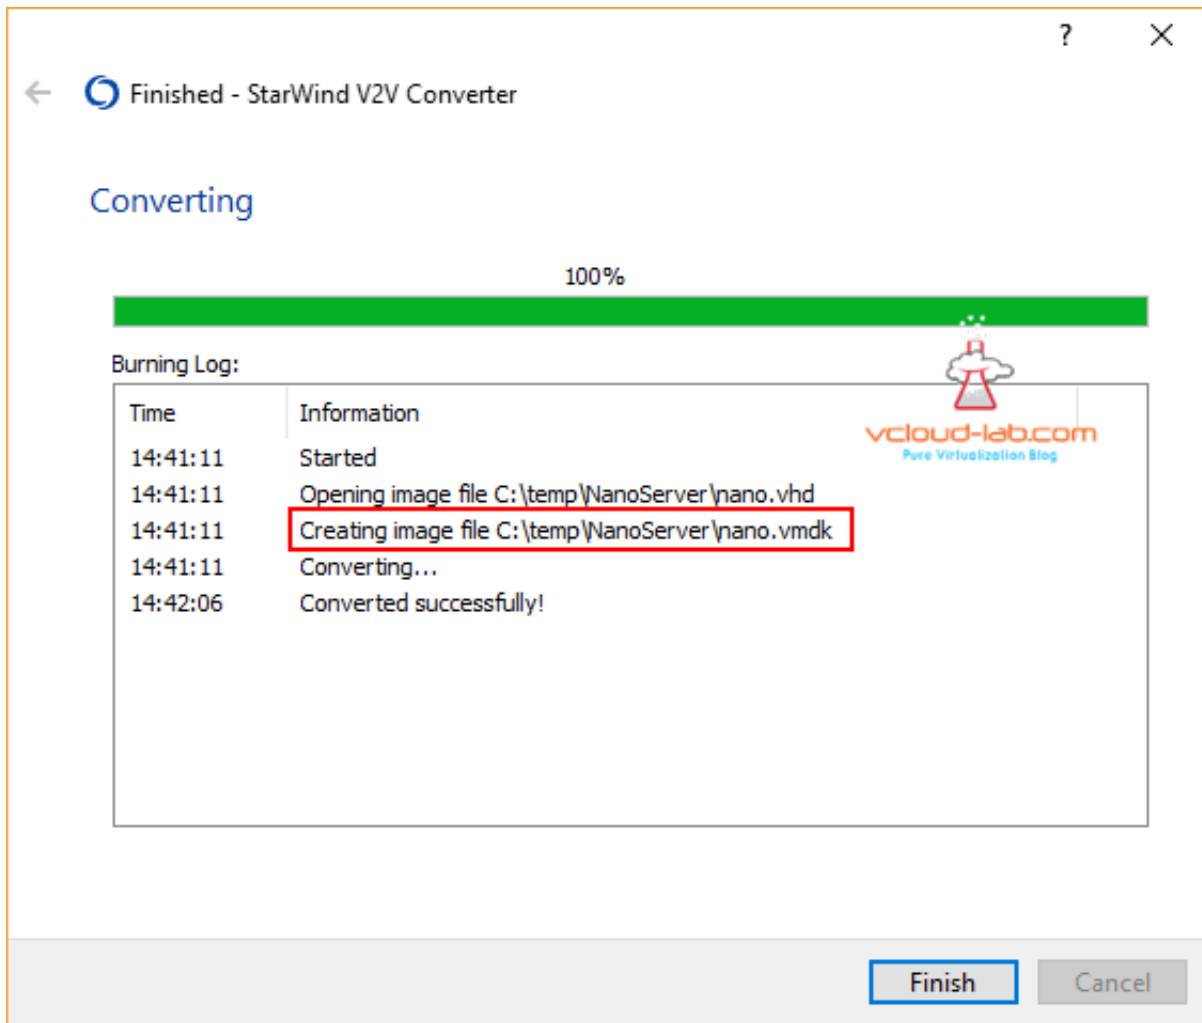 ?
Finished - StarWind V2V Converter
Converting
100%
Burning Log:
Time Information
14:41:11 Started
14:41:11 Opening image file C:\temp\NanoServer\nano.vhd
14:41:11 Creating image file C:\temp\NanoServer\nano.vmdk
14:41:11 Converting...
14:42:06 Converted successfully!
vcloud-lab.com
Pure Virtualization Blog
Finish Cancel